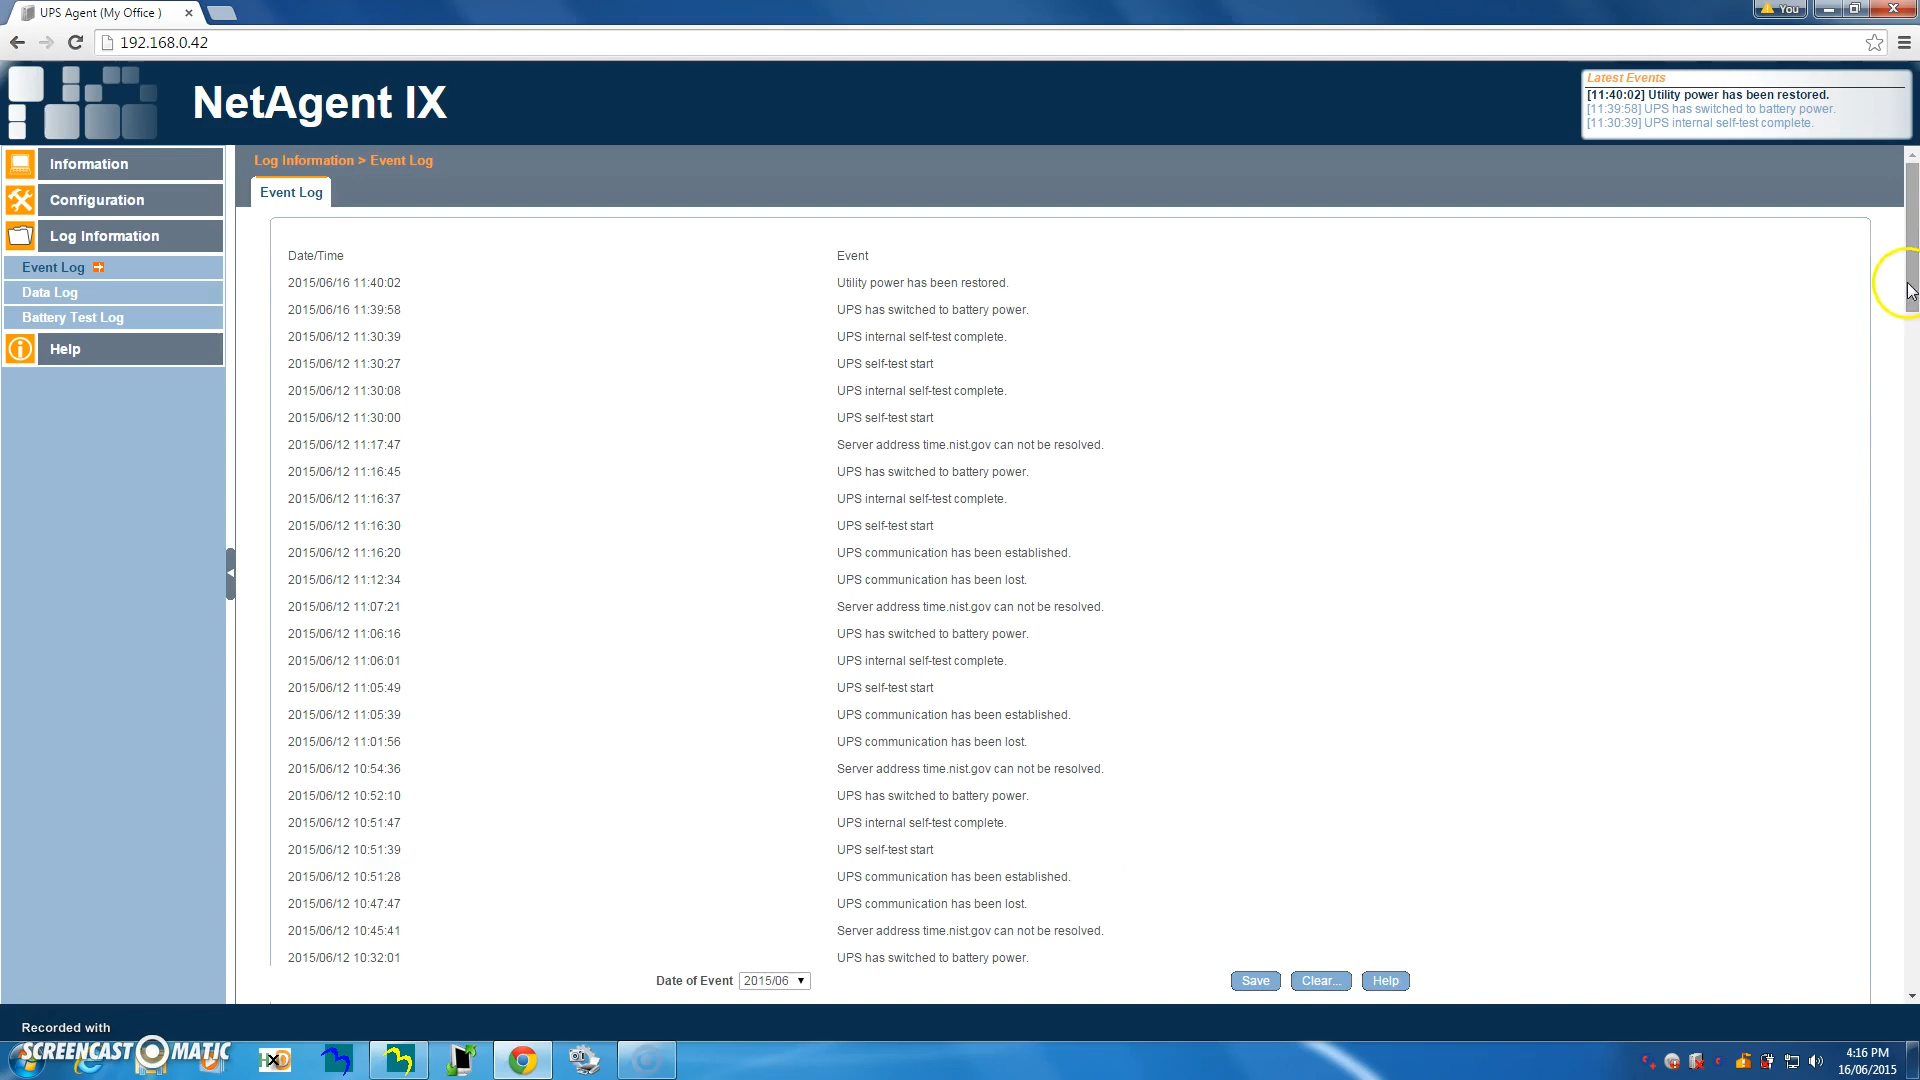 UPS Agent (My Office )
You
192.168.0.42
NetAgent IX
Latest Events
[11:40:02] Utility power has been restored.
[11:39:58] UPS has switched to battery power.
[11:30:39] UPS internal self-test complete.
Information
Configuration
Log Information
Event Log
Data Log
Battery Test Log
Help
Log Information > Event Log
Event Log
Date/Time Event
2015/06/16 11:40:02 Utility power has been restored.
2015/06/16 11:39:58 UPS has switched to battery power.
2015/06/12 11:30:39 UPS internal self-test complete.
2015/06/12 11:30:27 UPS self-test start
2015/06/12 11:30:08 UPS internal self-test complete.
2015/06/12 11:30:00 UPS self-test start
2015/06/12 11:17:47 Server address time.nist.gov can not be resolved.
2015/06/12 11:16:45 UPS has switched to battery power.
2015/06/12 11:16:37 UPS internal self-test complete.
2015/06/12 11:16:30 UPS self-test start
2015/06/12 11:16:20 UPS communication has been established.
2015/06/12 11:12:34 UPS communication has been lost.
2015/06/12 11:07:21 Server address time.nist.gov can not be resolved.
2015/06/12 11:06:16 UPS has switched to battery power.
2015/06/12 11:06:01 UPS internal self-test complete.
2015/06/12 11:05:49 UPS self-test start
2015/06/12 11:05:39 UPS communication has been established.
2015/06/12 11:01:56 UPS communication has been lost.
2015/06/12 10:54:36 Server address time.nist.gov can not be resolved.
2015/06/12 10:52:10 UPS has switched to battery power.
2015/06/12 10:51:47 UPS internal self-test complete.
2015/06/12 10:51:39 UPS self-test start
2015/06/12 10:51:28 UPS communication has been established.
2015/06/12 10:47:47 UPS communication has been lost.
2015/06/12 10:45:41 Server address time.nist.gov can not be resolved.
2015/06/12 10:32:01 UPS has switched to battery power.
Date of Event 2015/06 Save Clear... Help
Recorded with
SCREENCAST O MATIC
HxD
4:16 PM
16/06/2015